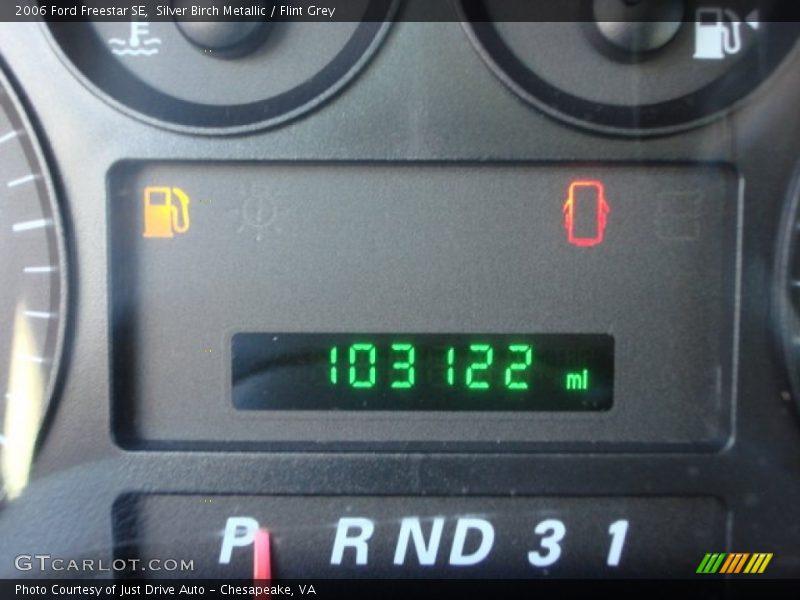 2006 Ford Freestar SE,  Silver Birch Metallic / Flint Grey
103122 mi
P R N D 3 1
GTCARLOT.COM
Photo Courtesy of Just Drive Auto - Chesapeake, VA